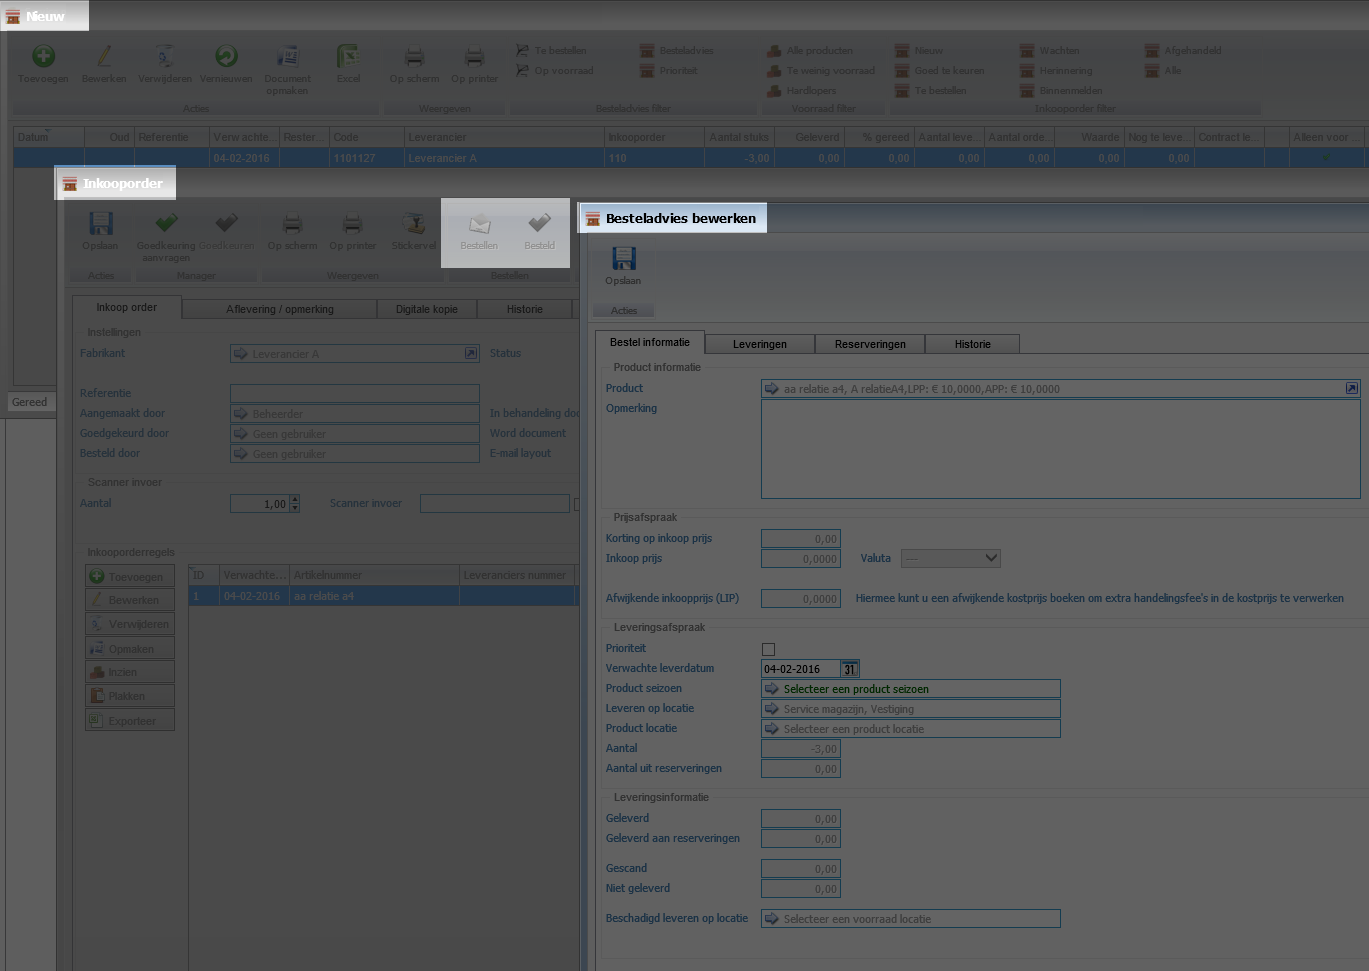 Nieuw
Toevoegen
Bewerken
Verwijderen
Vernieuwen
Document opmaken
Excel
Op scherm
Op printer
Te bestellen
Op voorraad
Besteladvies
Prioriteit
Alle producten
Te weinig voorraad
Hardlopers
Nieuw
Goed te keuren
Te bestellen
Wachten
Herinnering
Binnenmelden
Afgehandeld
Alle
Acties
Weergeven
Besteladvies filter
Voorraad filter
Inkooporder filter
Datum Oud Referentie Verwachte... Rester... Code Leverancier Inkooporder Aantal stuks Geleverd % gereed Aantal leve... Aantal orde... Waarde Nog te leve... Contract le... Alleen voor ...
04-02-2016 1101127 Leverancier A 110 -3,00 0,00 0,00 0,00 0,00 0,00 0,00
Gereed
Inkooporder
Opslaan
Goedkeuring aanvragen
Goedkeuren
Op scherm
Op printer
Stickervel
Bestellen
Besteld
Acties
Manager
Weergeven
Bestellen
Inkoop order
Aflevering / opmerking
Digitale kopie
Historie
Instellingen
Fabrikant Leverancier A Status
Referentie
Aangemaakt door Beheerder In behandeling doo
Goedgekeurd door Geen gebruiker Word document
Besteld door Geen gebruiker E-mail layout
Scanner invoer
Aantal 1,00 Scanner invoer
Inkooporderregels
Toevoegen
Bewerken
Verwijderen
Opmaken
Inzien
Plakken
Exporteer
ID Verwachte... Artikelnummer Leveranciers nummer
1 04-02-2016 aa relatie a4
Besteladvies bewerken
Opslaan
Acties
Bestel informatie
Leveringen
Reserveringen
Historie
Product informatie
Product aa relatie a4, A relatieA4,LPP: € 10,0000,APP: € 10,0000
Opmerking
Prijsafspraak
Korting op inkoop prijs 0,00
Inkoop prijs 0,0000 Valuta ---
Afwijkende inkoopprijs (LIP) 0,0000 Hiermee kunt u een afwijkende kostprijs boeken om extra handelingsfee's in de kostprijs te verwerken
Leveringsafspraak
Prioriteit
Verwachte leverdatum 04-02-2016 31
Product seizoen Selecteer een product seizoen
Leveren op locatie Service magazijn, Vestiging
Product locatie Selecteer een product locatie
Aantal -3,00
Aantal uit reserveringen 0,00
Leveringsinformatie
Geleverd 0,00
Geleverd aan reserveringen 0,00
Gescand 0,00
Niet geleverd 0,00
Beschadigd leveren op locatie Selecteer een voorraad locatie